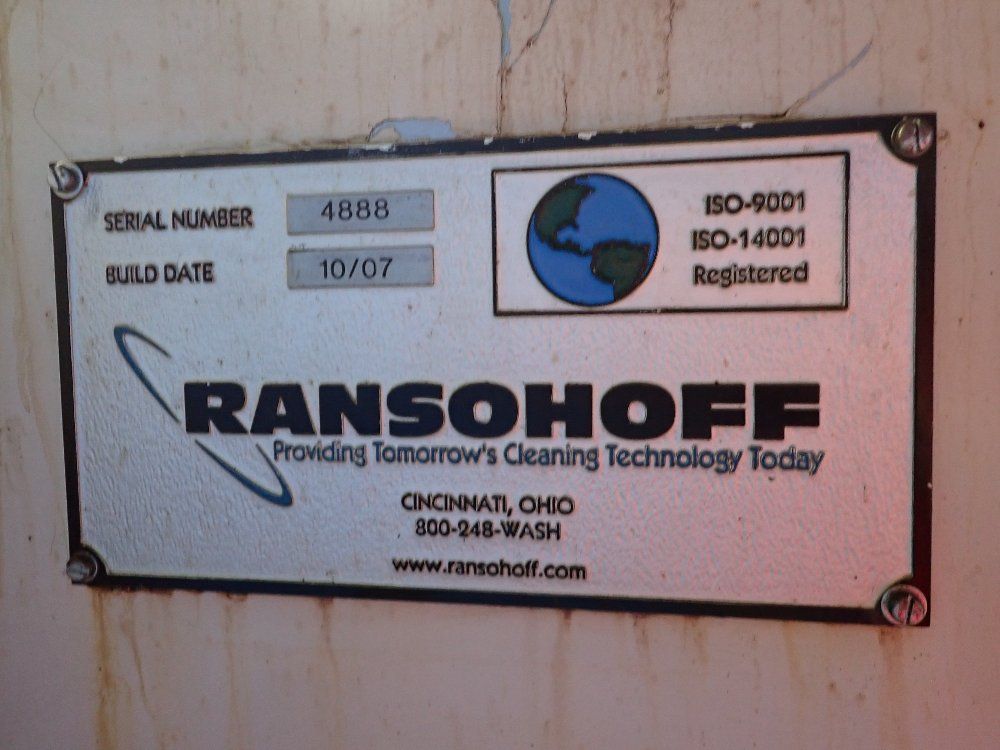 SERIAL NUMBER 4888
BUILD DATE 10/07
ISO-9001
ISO-14001
Registered
RANSOHOFF
Providing Tomorrow's Cleaning Technology Today
CINCINNATI, OHIO
800-248-WASH
www.ransohoff.com